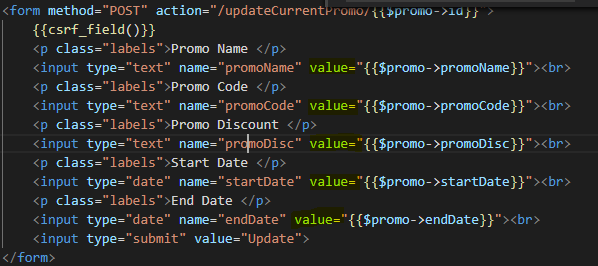 <form method="POST" action="/updateCurrentPromo/{{$promo->id}}">
{{csrf_field()}}
<p class="labels">Promo Name </p>
<input type="text" name="promoName" value="{{$promo->promoName}}"><br>
<p class="labels">Promo Code </p>
<input type="text" name="promoCode" value="{{$promo->promoCode}}"><br>
<p class="labels">Promo Discount </p>
<input type="text" name="promoDisc" value="{{$promo->promoDisc}}"><br>
<p class="labels">Start Date </p>
<input type="date" name="startDate" value="{{$promo->startDate}}"><br>
<p class="labels">End Date </p>
<input type="date" name="endDate" value="{{$promo->endDate}}"><br>
<input type="submit" value="Update">
</form>